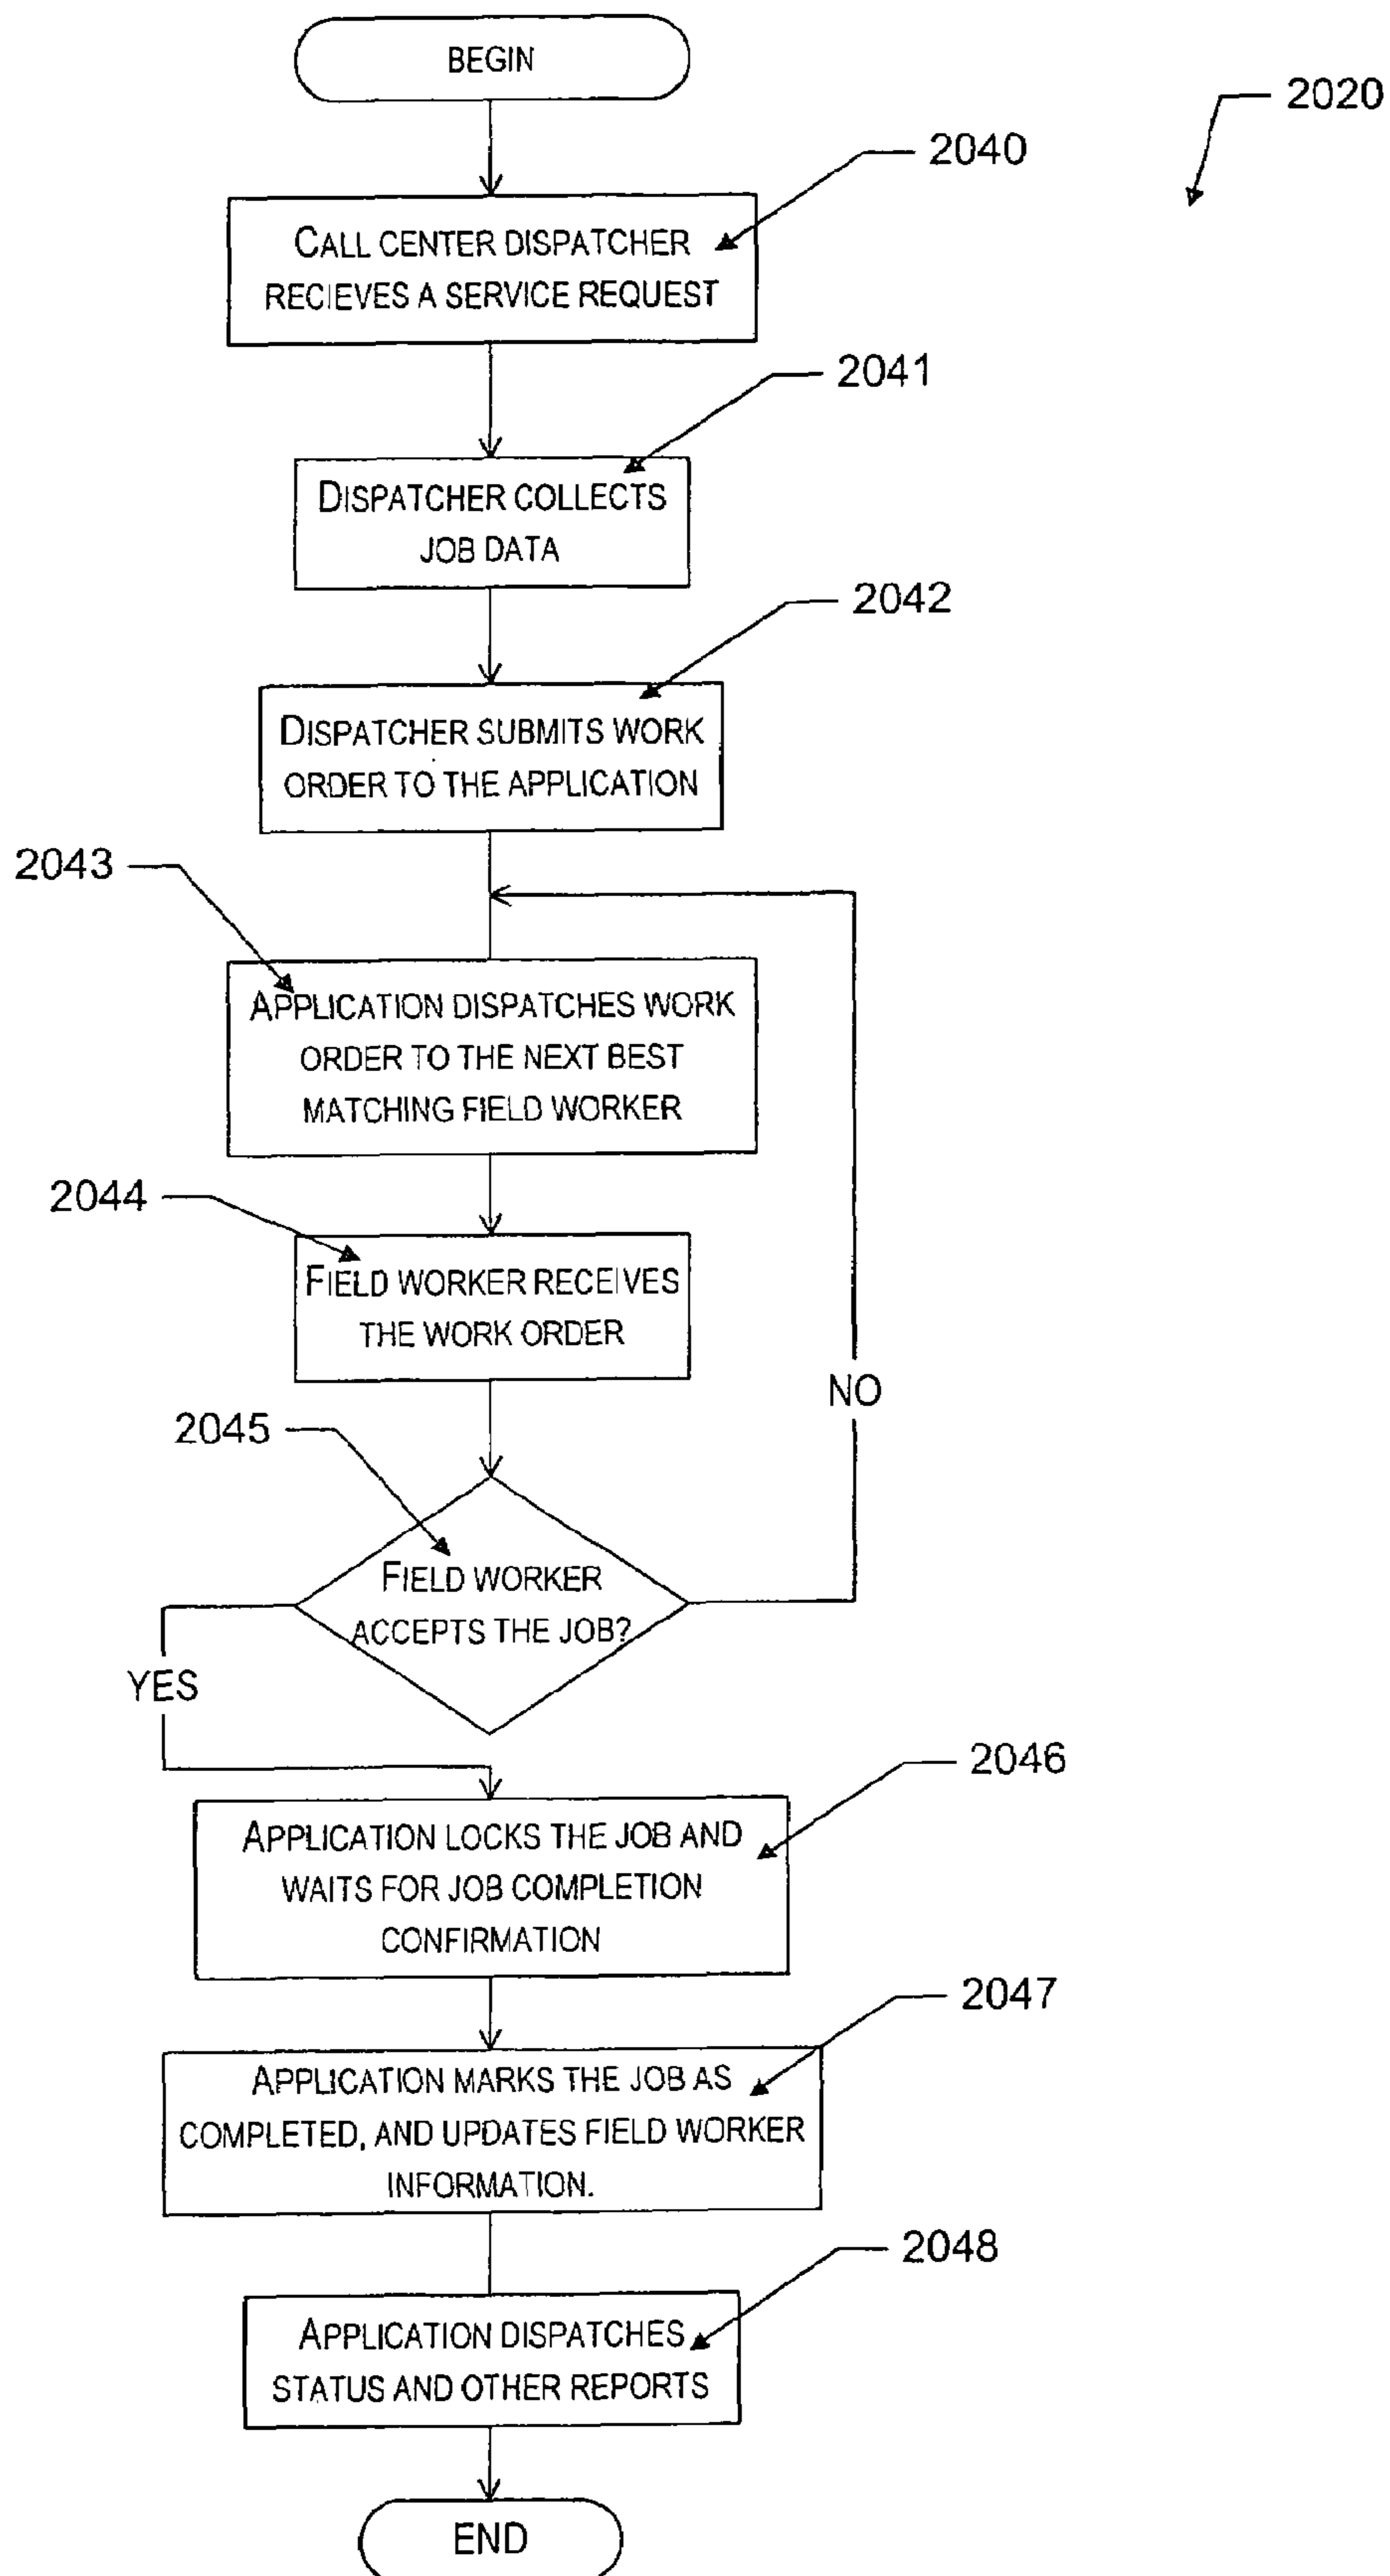 BEGIN
2020
2040
CALL CENTER DISPATCHER
RECIEVES A SERVICE REQUEST
2041
DISPATCHER COLLECTS
JOB DATA
2042
DISPATCHER SUBMITS WORK
ORDER TO THE APPLICATION
2043
APPLICATION DISPATCHES WORK
ORDER TO THE NEXT BEST
MATCHING FIELD WORKER
2044
FIELD WORKER RECEIVES
THE WORK ORDER
NO
2045
FIELD WORKER
ACCEPTS THE JOB?
YES
2046
APPLICATION LOCKS THE JOB AND
WAITS FOR JOB COMPLETION
CONFIRMATION
2047
APPLICATION MARKS THE JOB AS
COMPLETED, AND UPDATES FIELD WORKER
INFORMATION.
2048
APPLICATION DISPATCHES
STATUS AND OTHER REPORTS
END